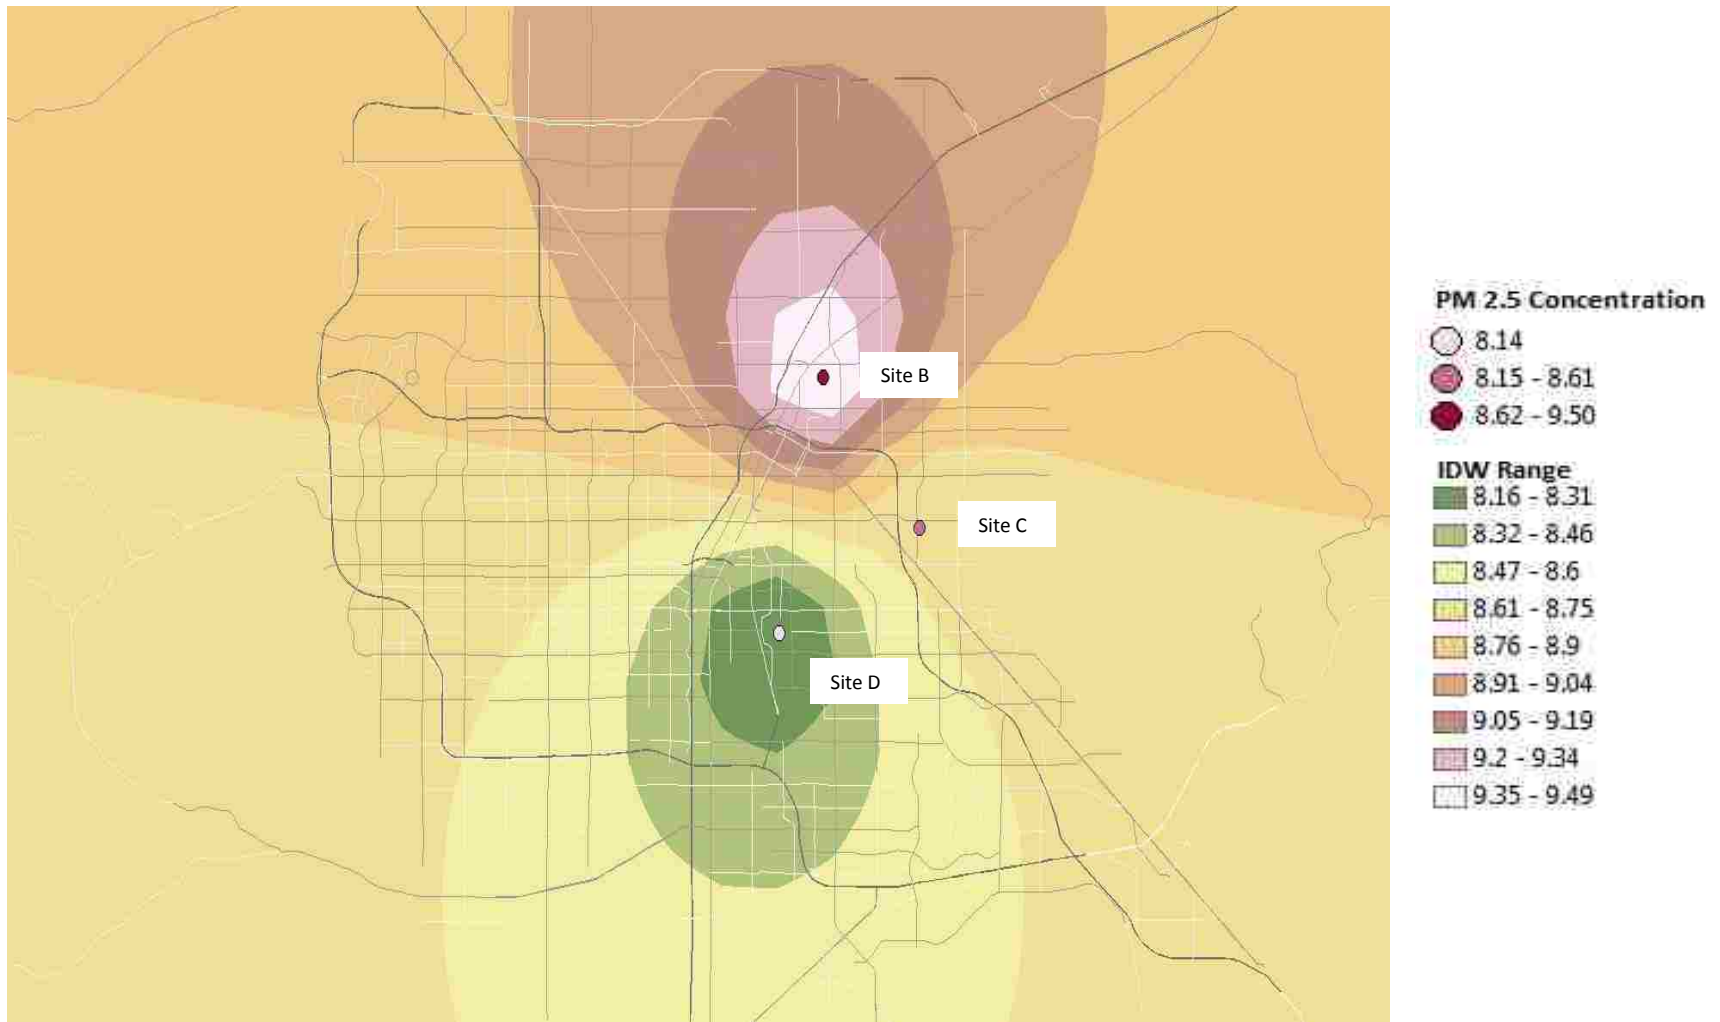 Site B
Site C
Site D
PM 2.5 Concentration
8.14
8.15 - 8.61
8.62 - 9.50
IDW Range
8.16 - 8.31
8.32 - 8.46
8.47 - 8.6
8.61 - 8.75
8.76 - 8.9
8.91 - 9.04
9.05 - 9.19
9.2 - 9.34
9.35 - 9.49